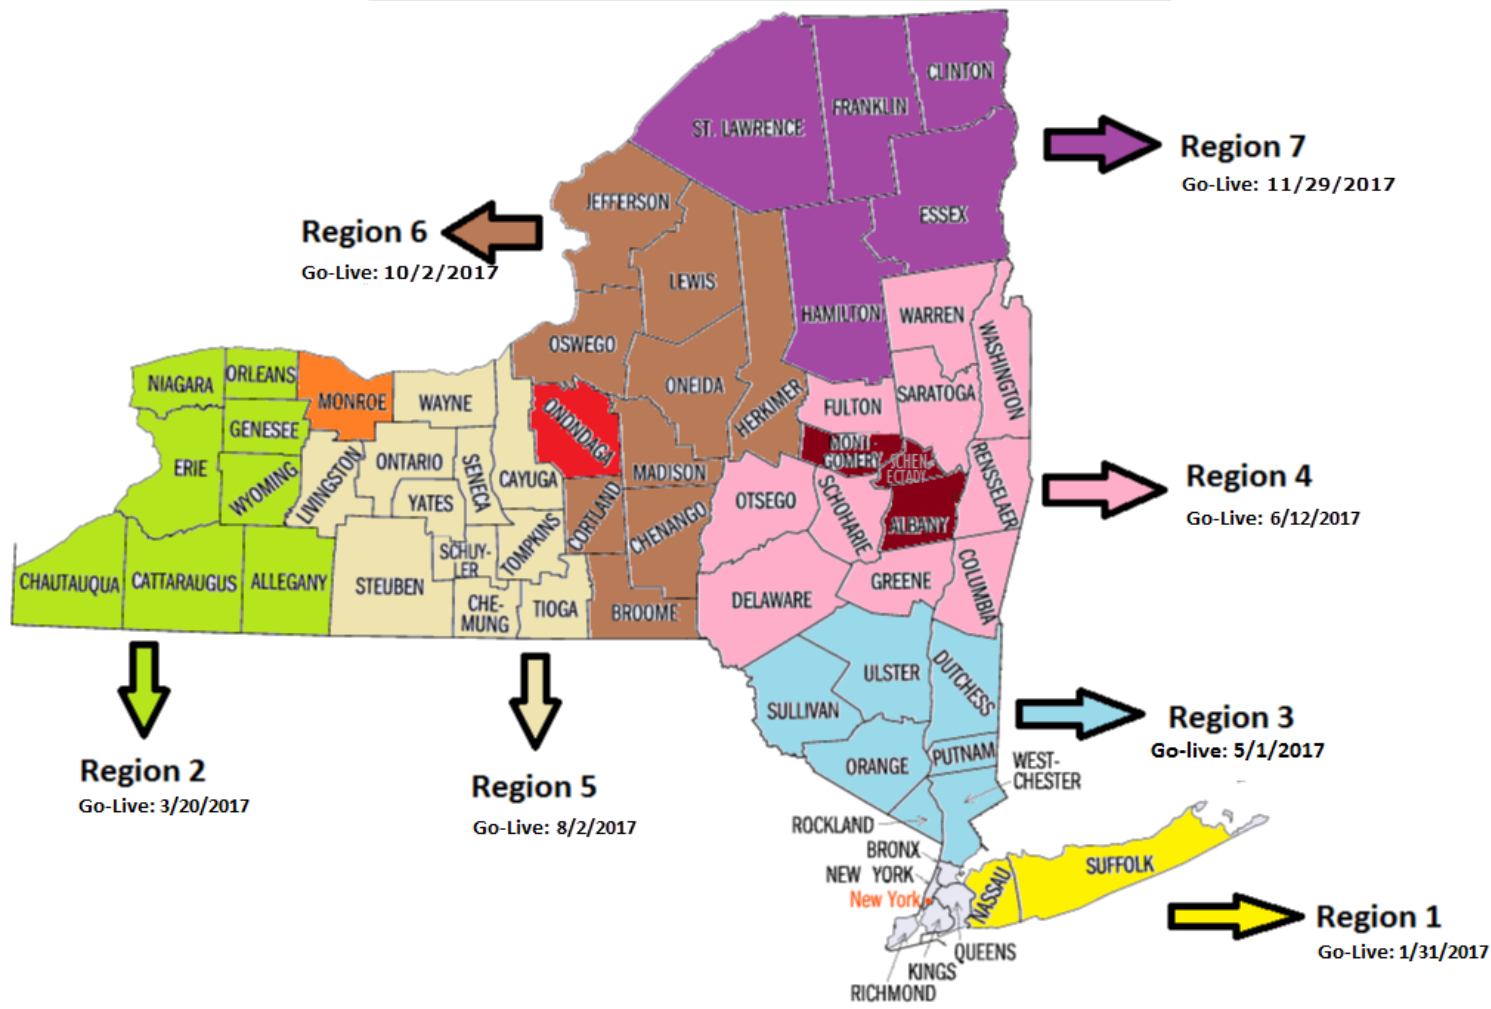 CLINTON
FRANKLIN
ST. LAWRENCE
Region 7
Go-Live: 11/29/2017
JEFFERSON
ESSEX
Region 6
Go-Live: 10/2/2017
LEWIS
HAMILTON
WARREN
WASHINGTON
OSWEGO
NIAGARA
ORLEANS
MONROE
WAYNE
ONEIDA
HERKIMER
FULTON
SARATOGA
GENESEE
ONONDAGA
MONT-
GOMERY
SCHEN
ECTADY
RENSSELAER
ERIE
WYOMING
LIVINGSTON
ONTARIO
SENECA
CAYUGA
MADISON
Region 4
Go-Live: 6/12/2017
YATES
CORTLAND
CHENANGO
OTSEGO
SCHOHARIE
ALBANY
TOMPKINS
SCHUY-
LER
CHAUTAUQUA
CATTARAUGUS
ALLEGANY
STEUBEN
CHE-
MUNG
TIOGA
BROOME
DELAWARE
GREENE
COLUMBIA
ULSTER
DUTCHESS
SULLIVAN
Region 3
Go-live: 5/1/2017
ORANGE
PUTNAM
WEST-
CHESTER
Region 2
Go-Live: 3/20/2017
Region 5
Go-Live: 8/2/2017
ROCKLAND
BRONX
NEW YORK
New York
NASSAU
SUFFOLK
Region 1
Go-Live: 1/31/2017
QUEENS
KINGS
RICHMOND